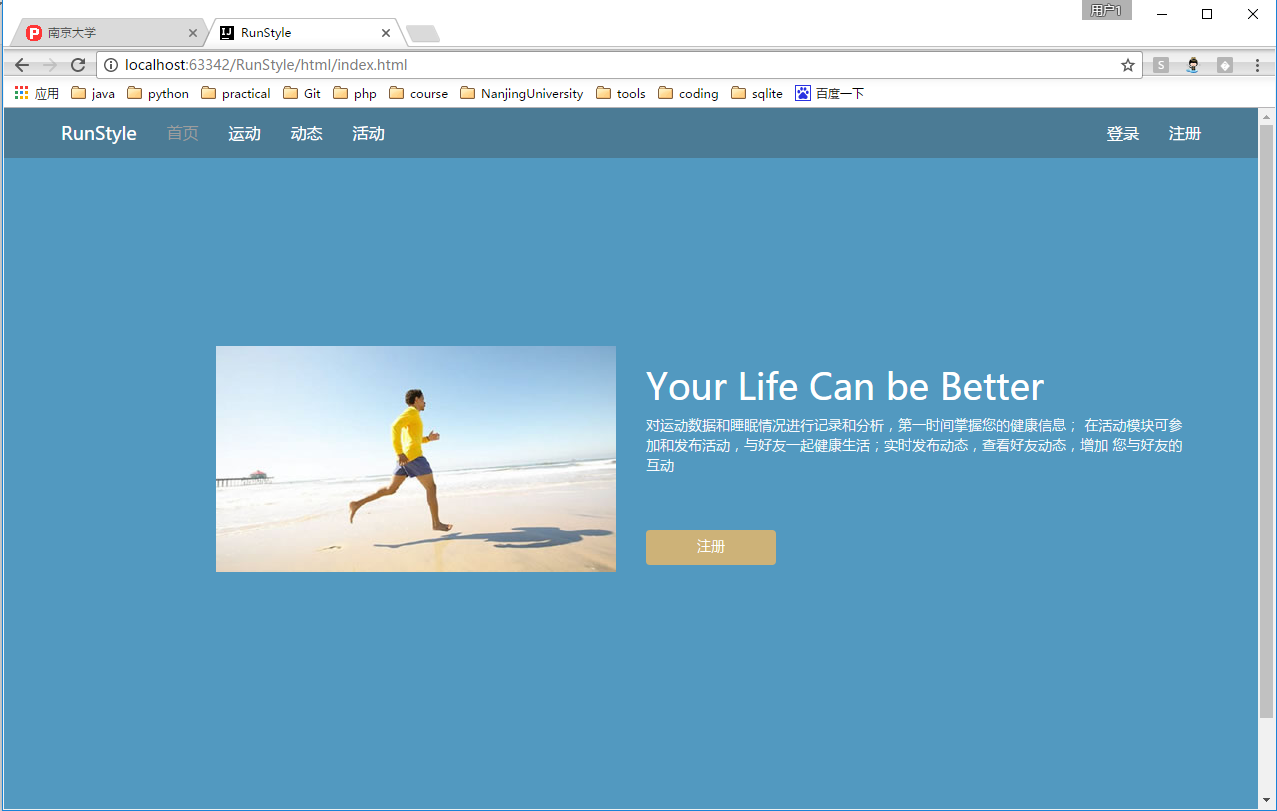 用户1
南京大学
RunStyle
localhost:63342/RunStyle/html/index.html
S
应用 java python practical Git php course NanjingUniversity tools coding sqlite 百度一下
RunStyle 首页 运动 动态 活动 登录 注册
Your Life Can be Better
对运动数据和睡眠情况进行记录和分析，第一时间掌握您的健康信息； 在活动模块可参
加和发布活动，与好友一起健康生活；实时发布动态，查看好友动态，增加 您与好友的
互动
注册